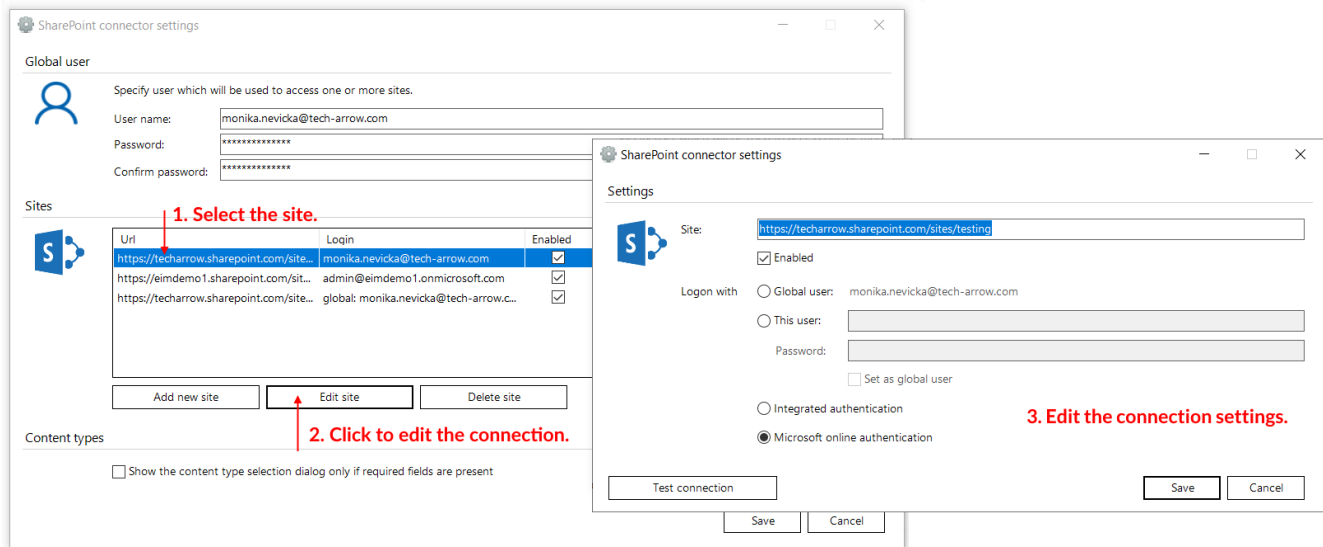 SharePoint connector settings
Global user
Specify user which will be used to access one or more sites.
User name: monika.nevicka@tech-arrow.com
Password: **************
Confirm password: **************
Sites
1. Select the site.
Url Login Enabled
https://techarrow.sharepoint.com/site... monika.nevicka@tech-arrow.com
https://eimdemo1.sharepoint.com/sit... admin@eimdemo1.onmicrosoft.com
https://techarrow.sharepoint.com/site... global: monika.nevicka@tech-arrow.c...
Add new site Edit site Delete site
2. Click to edit the connection.
Content types
Show the content type selection dialog only if required fields are present
Save Cancel
SharePoint connector settings
Settings
Site: https://techarrow.sharepoint.com/sites/testing
Enabled
Logon with Global user: monika.nevicka@tech-arrow.com
This user:
Password:
Set as global user
Integrated authentication
3. Edit the connection settings.
Microsoft online authentication
Test connection Save Cancel